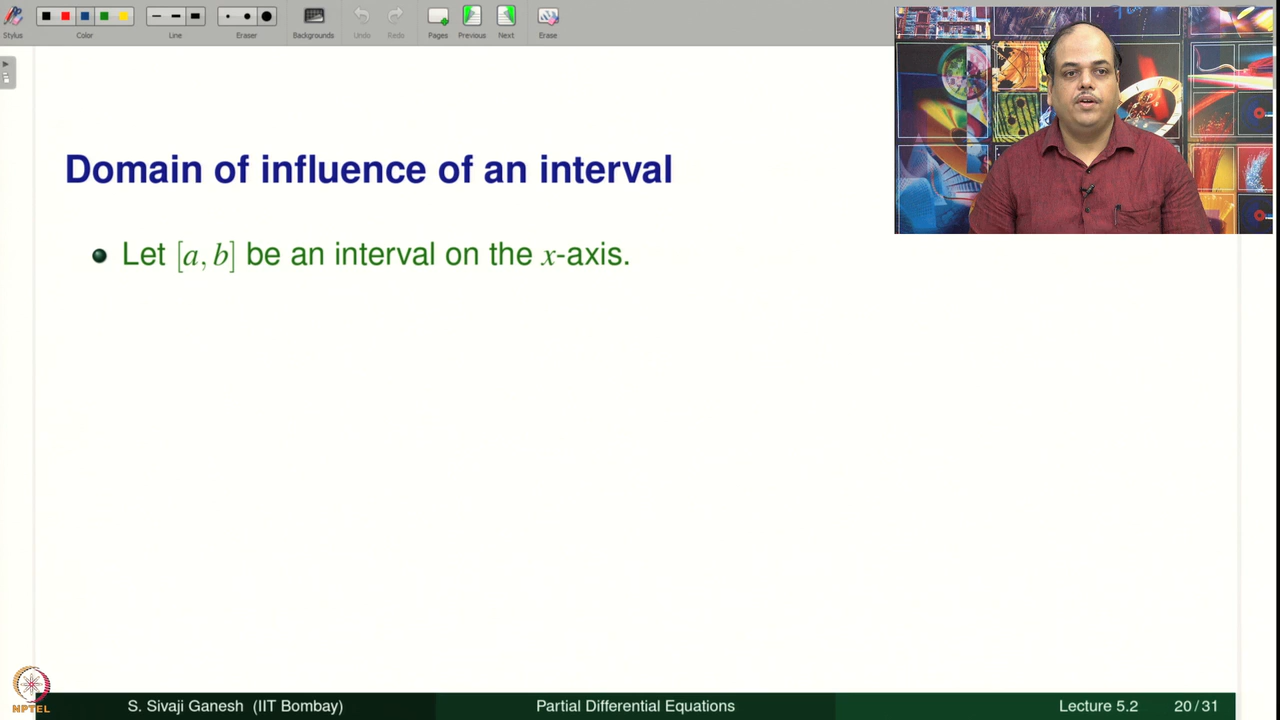 Stylus Color Line Eraser Backgrounds Undo Redo Pages Previous Next Erase
Domain of influence of an interval
Let [a, b] be an interval on the x-axis.
NPTEL
S. Sivaji Ganesh (IIT Bombay) Partial Differential Equations Lecture 5.2 20/31